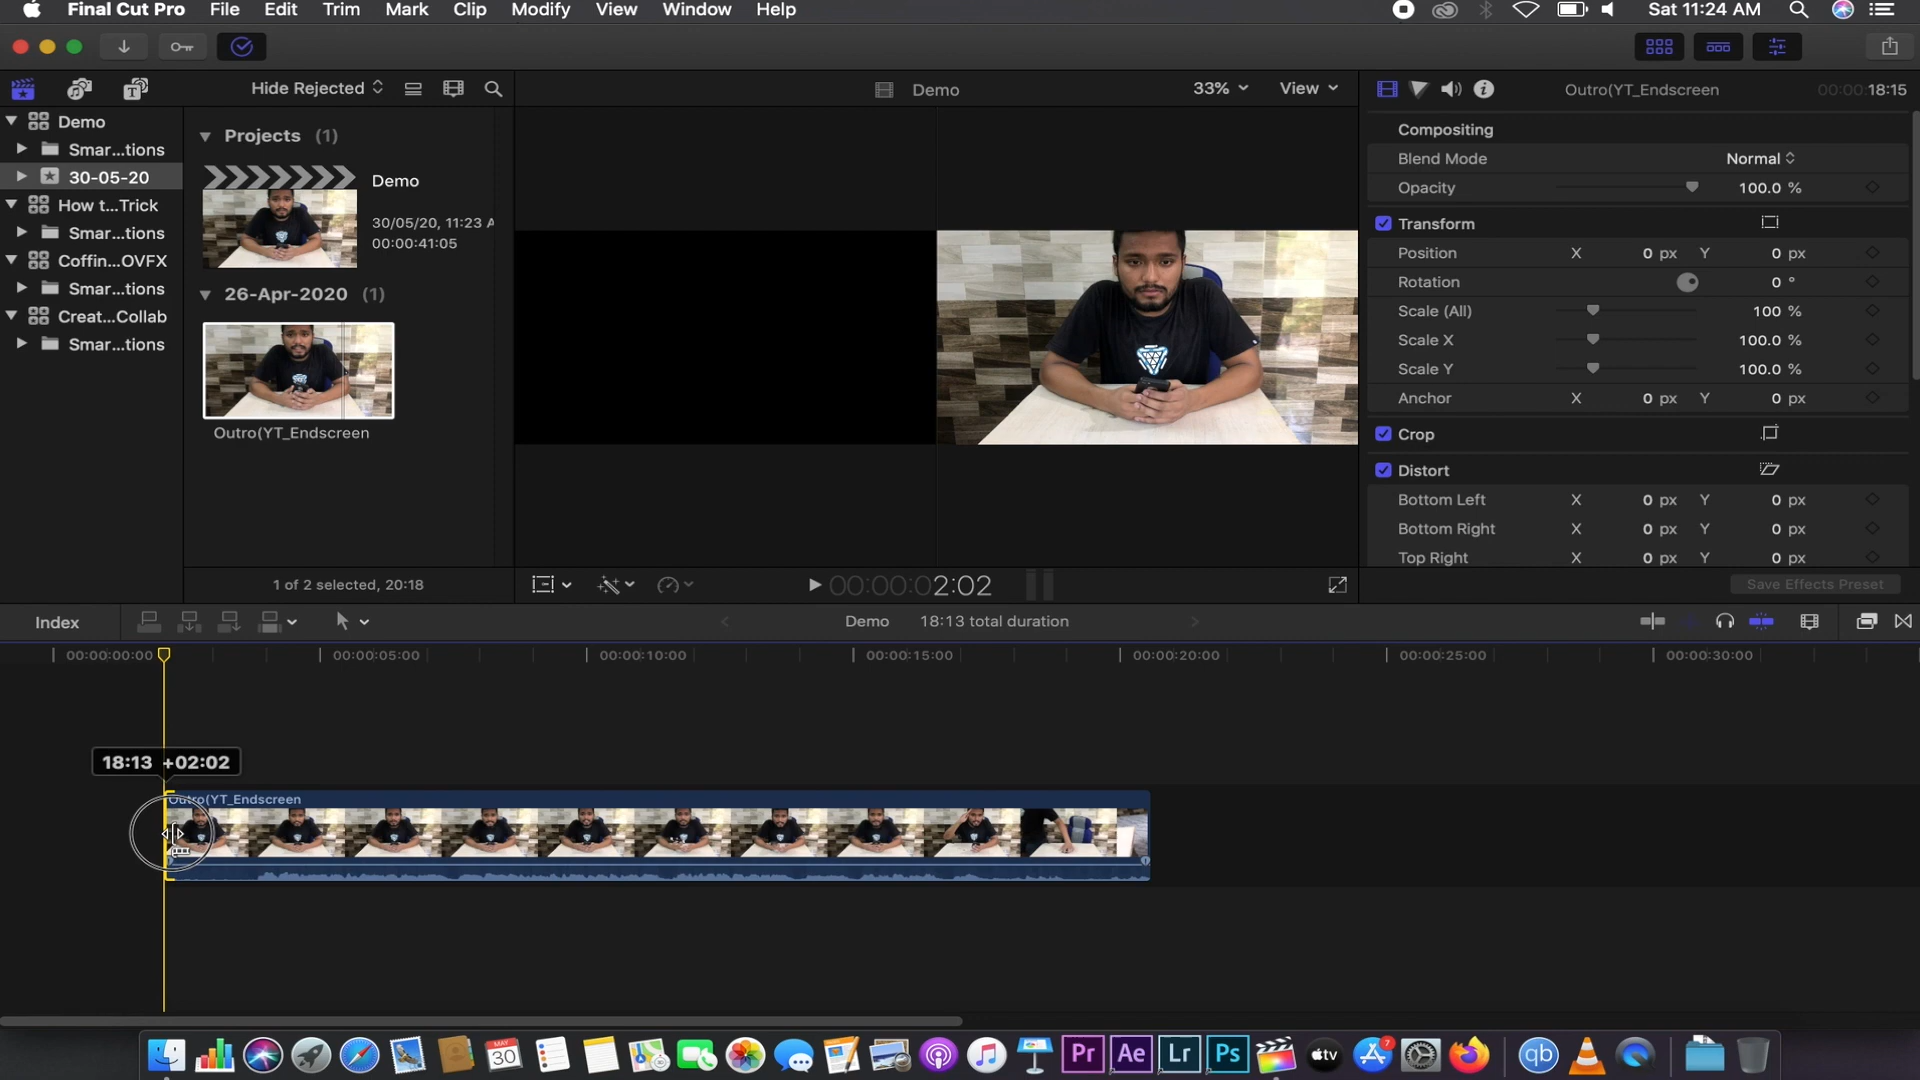 Final Cut Pro File Edit Trim Mark Clip Modify View Window Help Sat 11:24 AM
Hide Rejected Demo 33% View Outro(YT_Endscreen 00:00:18:15
Demo
Smar...tions
30-05-20
How t...Trick
Smar...tions
Coffin...OVFX
Smar...tions
Creat...Collab
Smar...tions
Projects (1)
Demo
30/05/20, 11:23 A
00:00:41:05
26-Apr-2020 (1)
Outro(YT_Endscreen
1 of 2 selected, 20:18
00:00:02:02
Compositing
Blend Mode Normal
Opacity 100.0 %
Transform
Position X 0 px Y 0 px
Rotation 0 °
Scale (All) 100 %
Scale X 100.0 %
Scale Y 100.0 %
Anchor X 0 px Y 0 px
Crop
Distort
Bottom Left X 0 px Y 0 px
Bottom Right X 0 px Y 0 px
Top Right X 0 px Y 0 px
Save Effects Preset
Index Demo 18:13 total duration
00:00:00:00 00:00:05:00 00:00:10:00 00:00:15:00 00:00:20:00 00:00:25:00 00:00:30:00
18:13 +02:02
Outro(YT_Endscreen
MAY
30
Pr Ae Lr Ps tv 7 qb